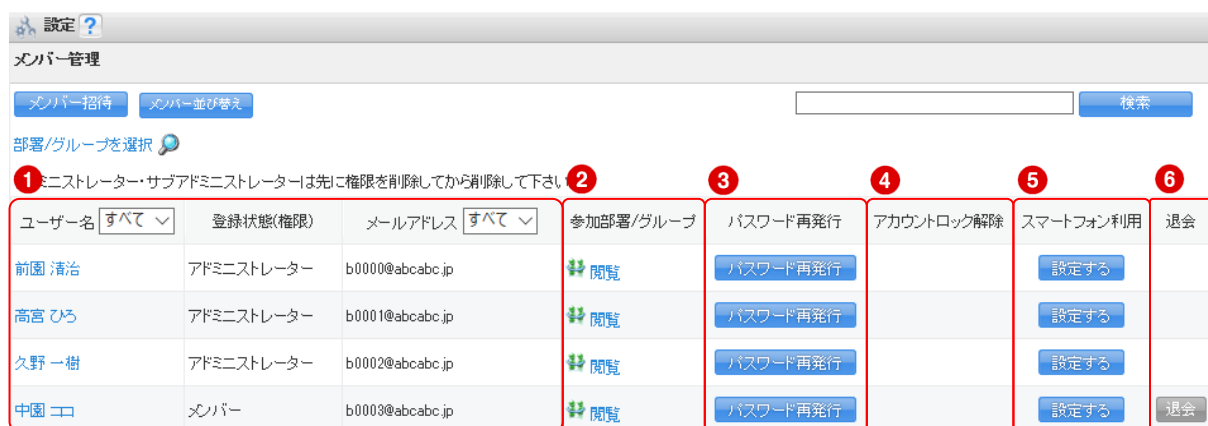 設定 ?
メンバー管理
メンバー招待 メンバー並び替え 検索
部署/グループを選択
1 ミニストレーター・サブアドミニストレーターは先に権限を削除してから削除して下さい 2 3 4 5 6
ユーザー名 すべて 登録状態(権限) メールアドレス すべて 参加部署/グループ パスワード再発行 アカウントロック解除 スマートフォン利用 退会
前園 清治 アドミニストレーター b0000@abcabc.jp 閲覧 パスワード再発行 設定する
高宮 ひろ アドミニストレーター b0001@abcabc.jp 閲覧 パスワード再発行 設定する
久野 一樹 アドミニストレーター b0002@abcabc.jp 閲覧 パスワード再発行 設定する
中園 ココ メンバー b0003@abcabc.jp 閲覧 パスワード再発行 設定する 退会